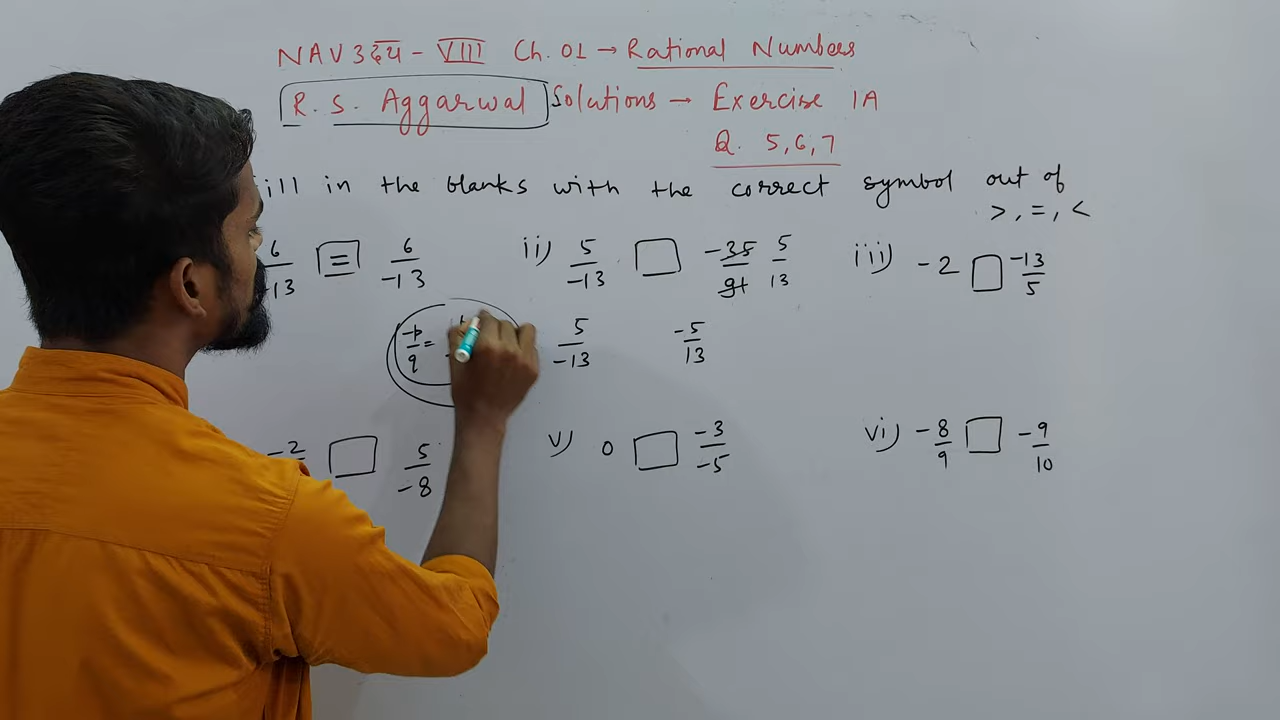 NAV उदय - VIII Ch. 01 → Rational Numbers
R. S. Aggarwal Solutions → Exercise 1A
Q. 5, 6, 7
ill in the blanks with the correct symbol out of
>, =, <
6/13 = 6/-13 ii) 5/-13 □ -35/91 5/13 iii) -2 □ -13/5
-p/q = 5/-13 -5/13
-2 □ 5/-8 v) 0 □ -3/-5 vi) -8/9 □ -9/10